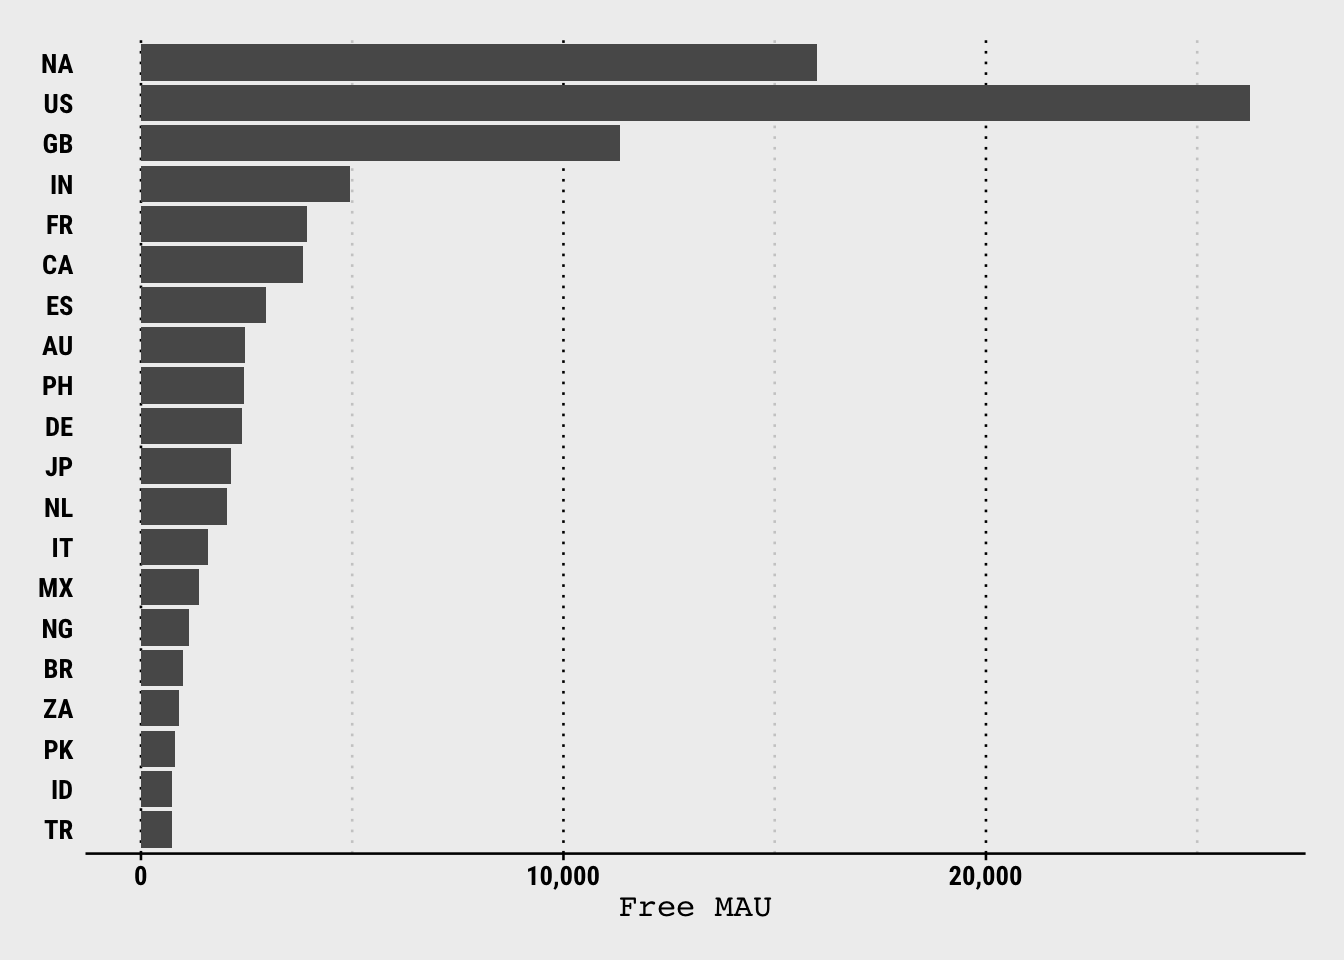 NA
US
GB
IN
FR
CA
ES
AU
PH
DE
JP
NL
IT
MX
NG
BR
ZA
PK
ID
TR
0 10,000 20,000
Free MAU